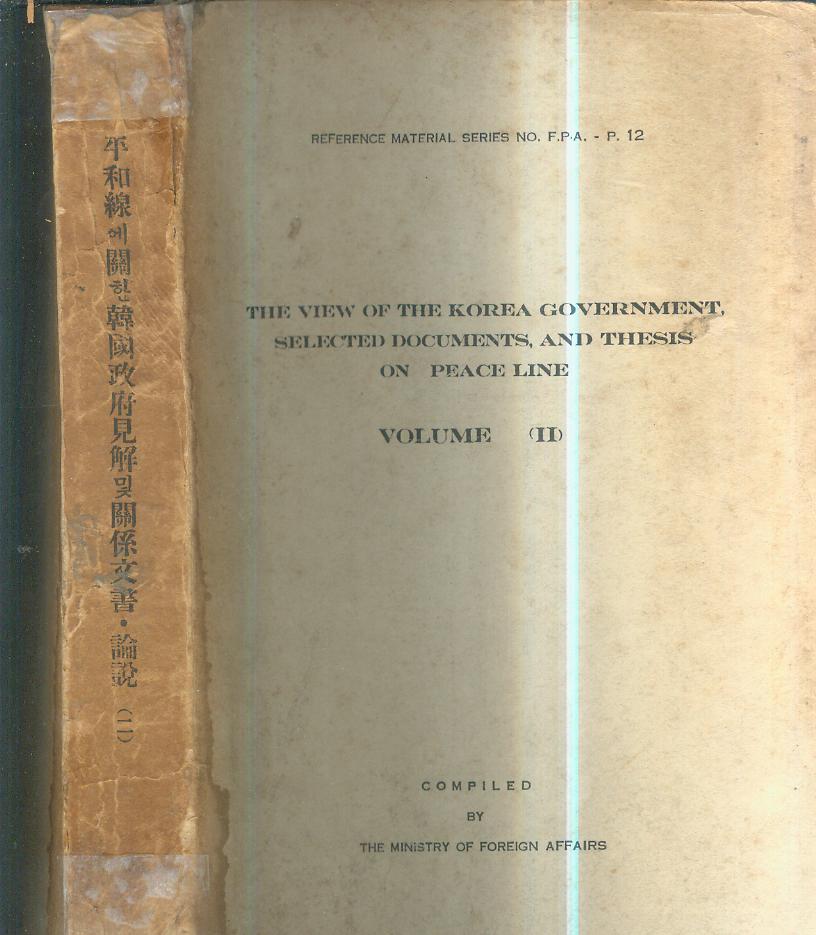 平和線에關한韓國政府見解및關係文書·論說 (二)
REFERENCE MATERIAL SERIES NO. F.P.A. - P. 12
THE VIEW OF THE KOREA GOVERNMENT,
SELECTED DOCUMENTS, AND THESIS
ON PEACE LINE
VOLUME (II)
COMPILED
BY
THE MINISTRY OF FOREIGN AFFAIRS